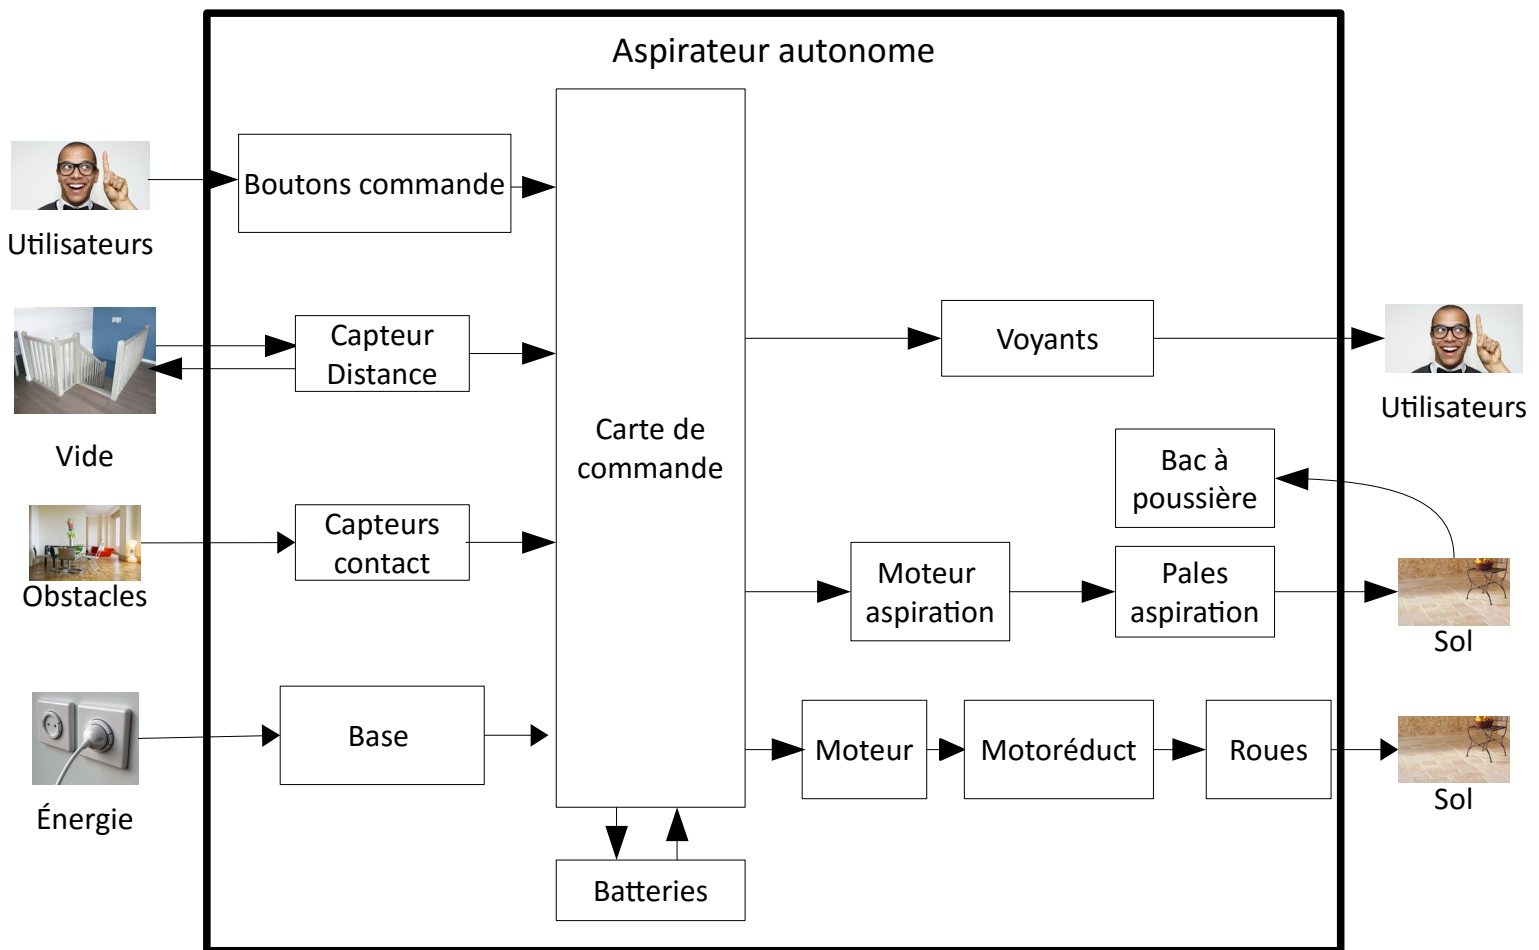 Aspirateur autonome
Boutons commande
Utilisateurs
Capteur
Distance
Vide
Voyants
Utilisateurs
Carte de
commande
Bac à
poussière
Capteurs
contact
Obstacles
Moteur
aspiration
Pales
aspiration
Sol
Base
Énergie
Moteur
Motoréduct
Roues
Sol
Batteries